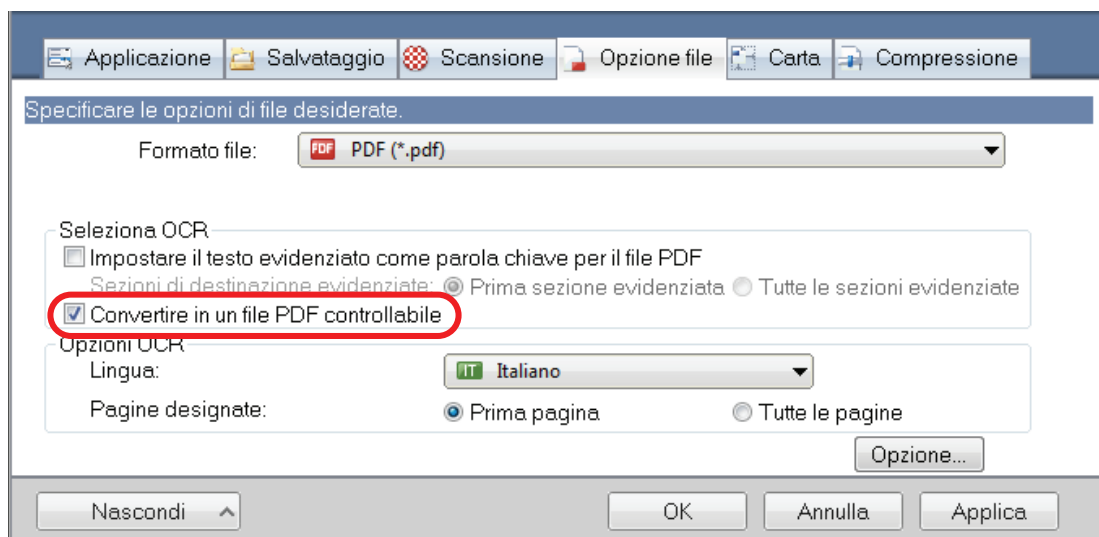 Applicazione Salvataggio Scansione Opzione file Carta Compressione
Specificare le opzioni di file desiderate.
Formato file: PDF PDF (*.pdf)
Seleziona OCR
Impostare il testo evidenziato come parola chiave per il file PDF
Sezioni di destinazione evidenziate: Prima sezione evidenziata Tutte le sezioni evidenziate
Convertire in un file PDF controllabile
Opzioni OCR
Lingua: IT Italiano
Pagine designate: Prima pagina Tutte le pagine
Opzione...
Nascondi OK Annulla Applica